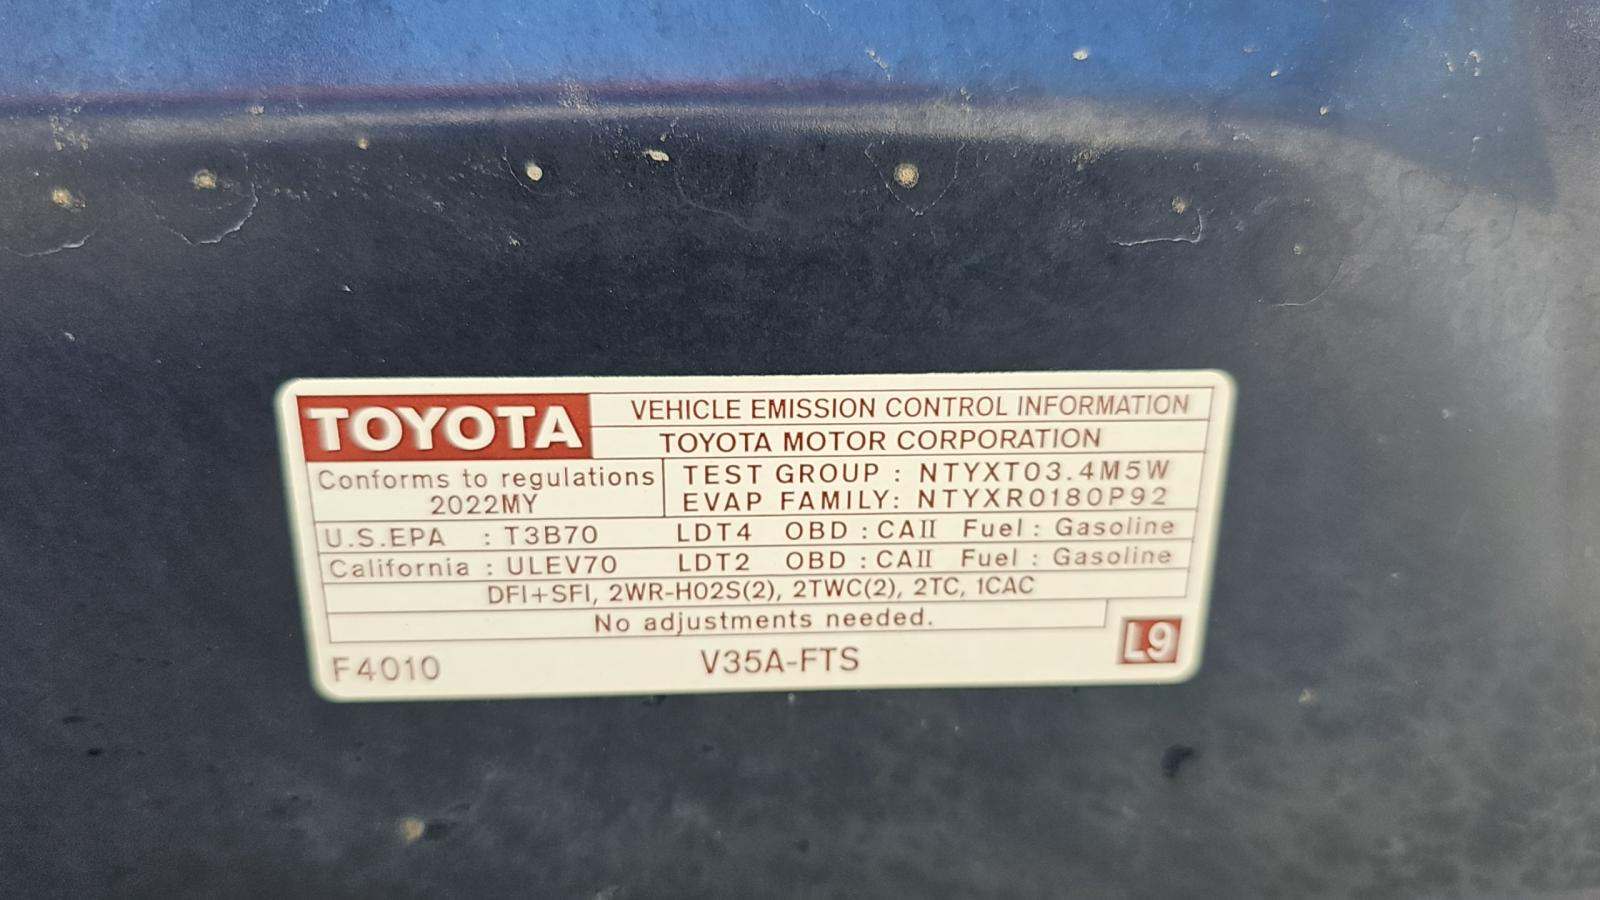 TOYOTA
VEHICLE EMISSION CONTROL INFORMATION
TOYOTA MOTOR CORPORATION
Conforms to regulations
2022MY
TEST GROUP : NTYXT03.4M5W
EVAP FAMILY: NTYXR0180P92
U.S.EPA : T3B70 LDT4 OBD : CAII Fuel : Gasoline
California : ULEV70 LDT2 OBD : CAII Fuel : Gasoline
DFI+SFI, 2WR-HO2S(2), 2TWC(2), 2TC, 1CAC
No adjustments needed.
F4010
V35A-FTS
L9